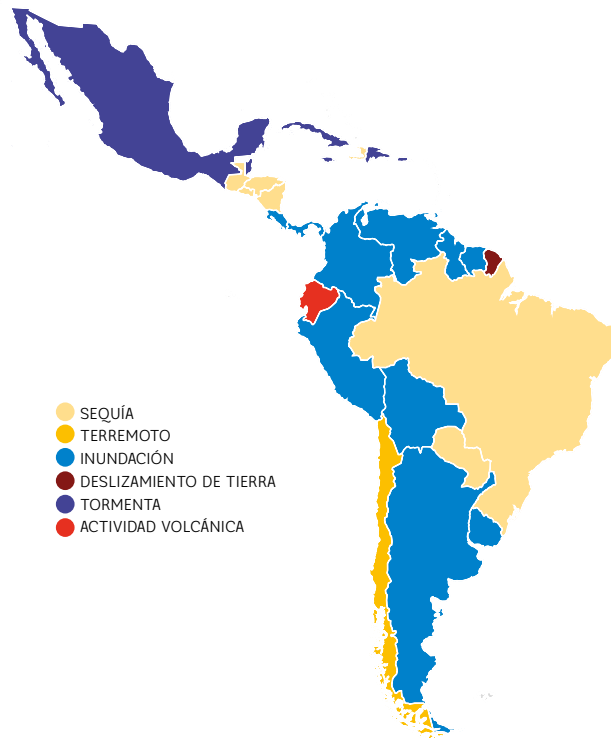 SEQUÍA
TERREMOTO
INUNDACIÓN
DESLIZAMIENTO DE TIERRA
TORMENTA
ACTIVIDAD VOLCÁNICA